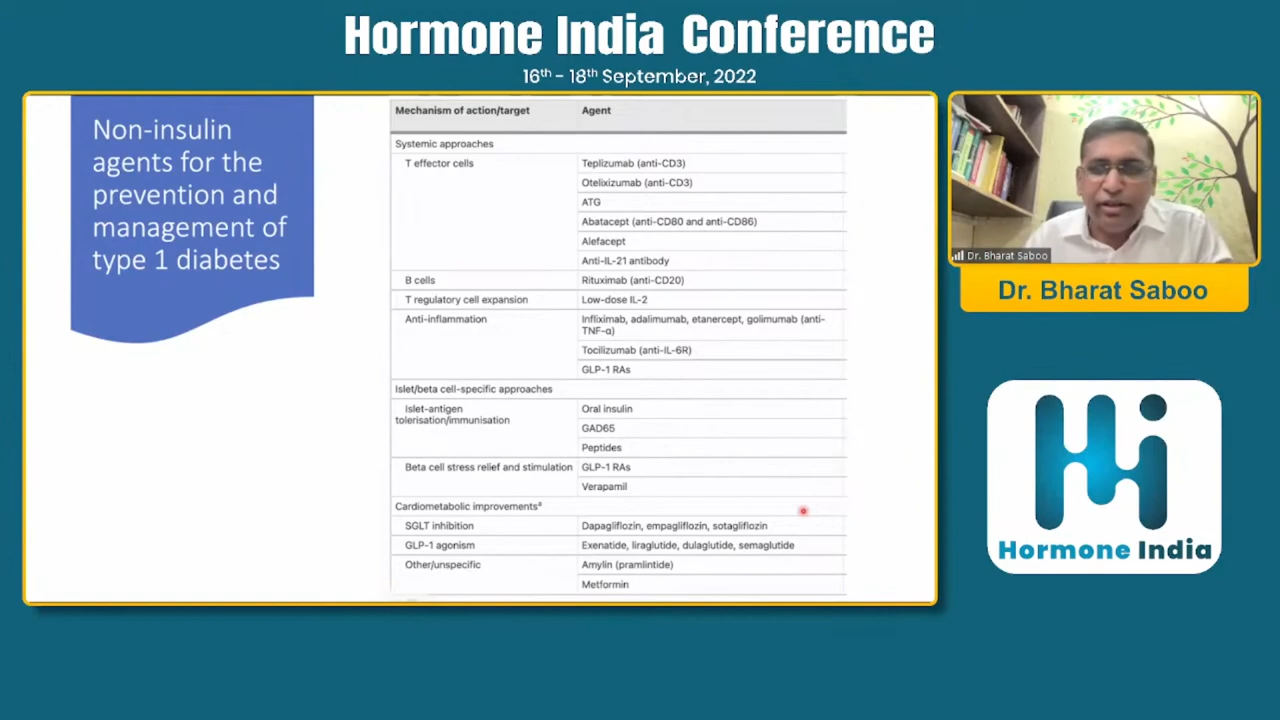 Hormone India Conference
16th - 18th September, 2022
Non-insulin
agents for the
prevention and
management of
type 1 diabetes
Mechanism of action/target Agent
Systemic approaches
T effector cells Teplizumab (anti-CD3)
Otelixizumab (anti-CD3)
ATG
Abatacept (anti-CD80 and anti-CD86)
Alefacept
Anti-IL-21 antibody
B cells Rituximab (anti-CD20)
T regulatory cell expansion Low-dose IL-2
Anti-inflammation Infliximab, adalimumab, etanercept, golimumab (anti-
TNF-α)
Tocilizumab (anti-IL-6R)
GLP-1 RAs
Islet/beta cell-specific approaches
Islet-antigen Oral insulin
tolerisation/immunisation
GAD65
Peptides
Beta cell stress relief and stimulation GLP-1 RAs
Verapamil
Cardiometabolic improvementsª
SGLT inhibition Dapagliflozin, empagliflozin, sotagliflozin
GLP-1 agonism Exenatide, liraglutide, dulaglutide, semaglutide
Other/unspecific Amylin (pramlintide)
Metformin
Dr. Bharat Saboo
Dr. Bharat Saboo
Hi
Hormone India